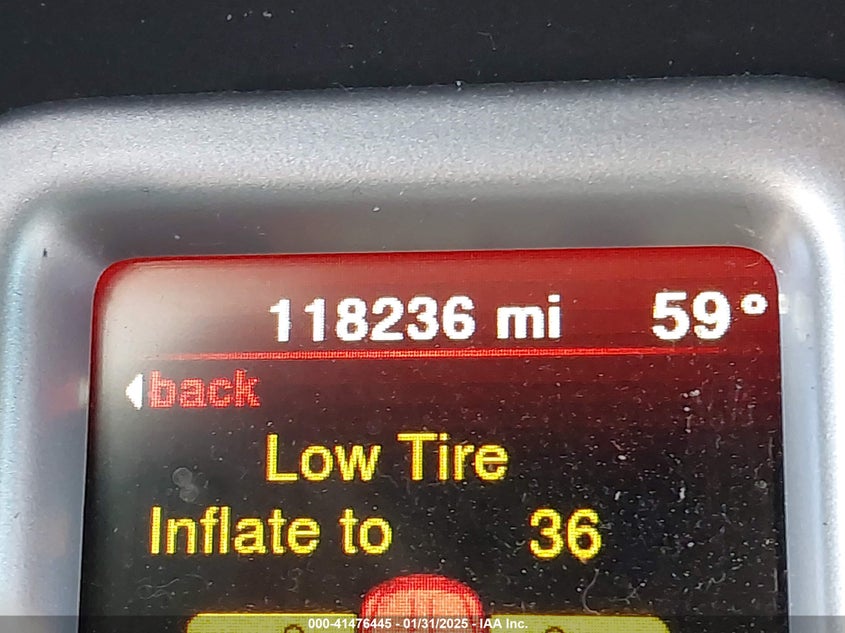 118236 mi 59°
back
Low Tire
Inflate to 36
000-41476445 - 01/31/2025 - IAA Inc.